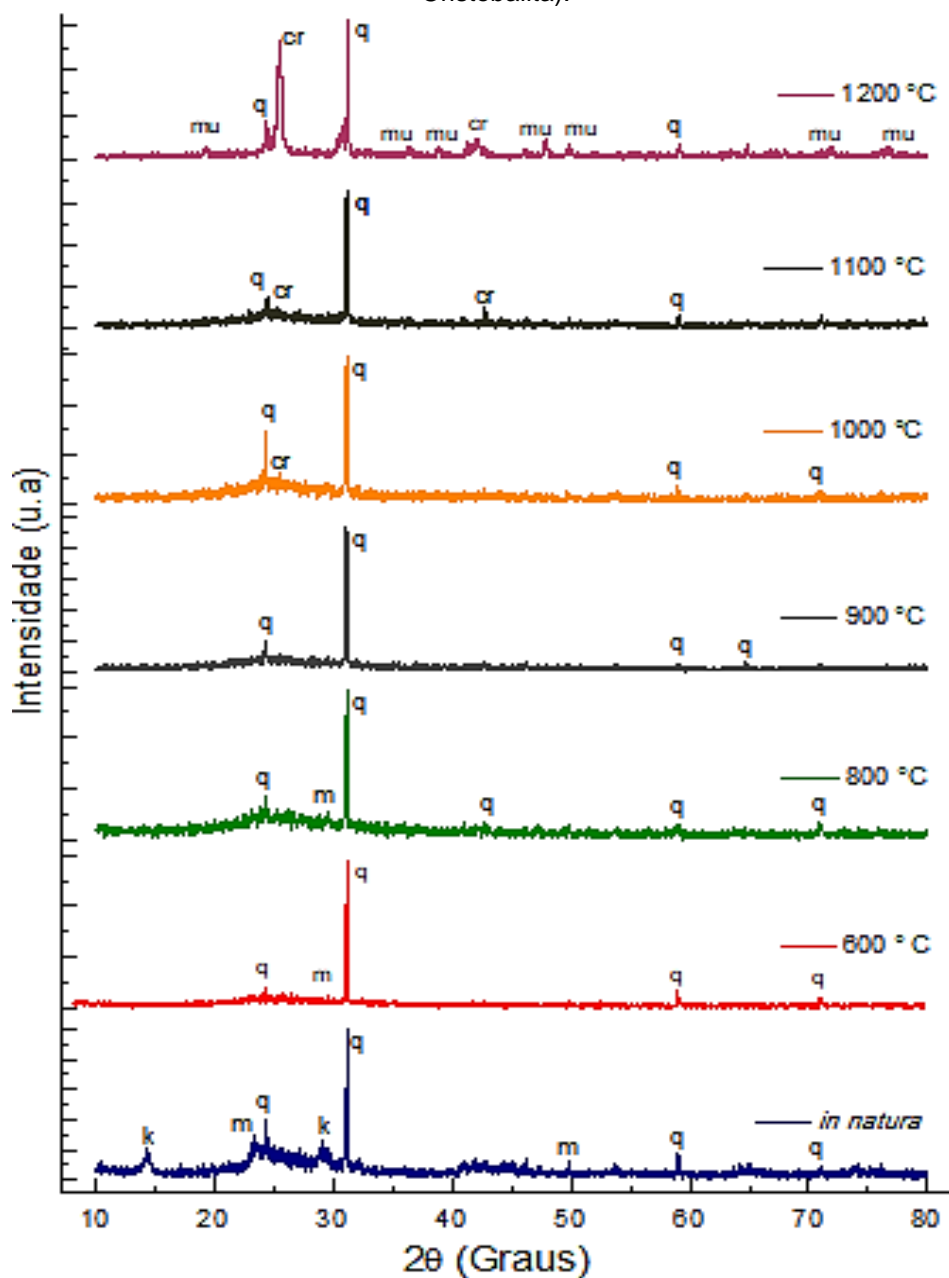 Cristobalita).
cr
q
1200 °C
q
mu mu mu cr mu mu q mu mu
q
1100 °C
q cr cr q
q
1000 °C
q
cr q q
q
900 °C
q q q
q
800 °C
q m q q q
q
600 ° C
q m q q
q
in natura
k m q k m q q
Intensidade (u.a)
10 20 30 40 50 60 70 80
2θ (Graus)